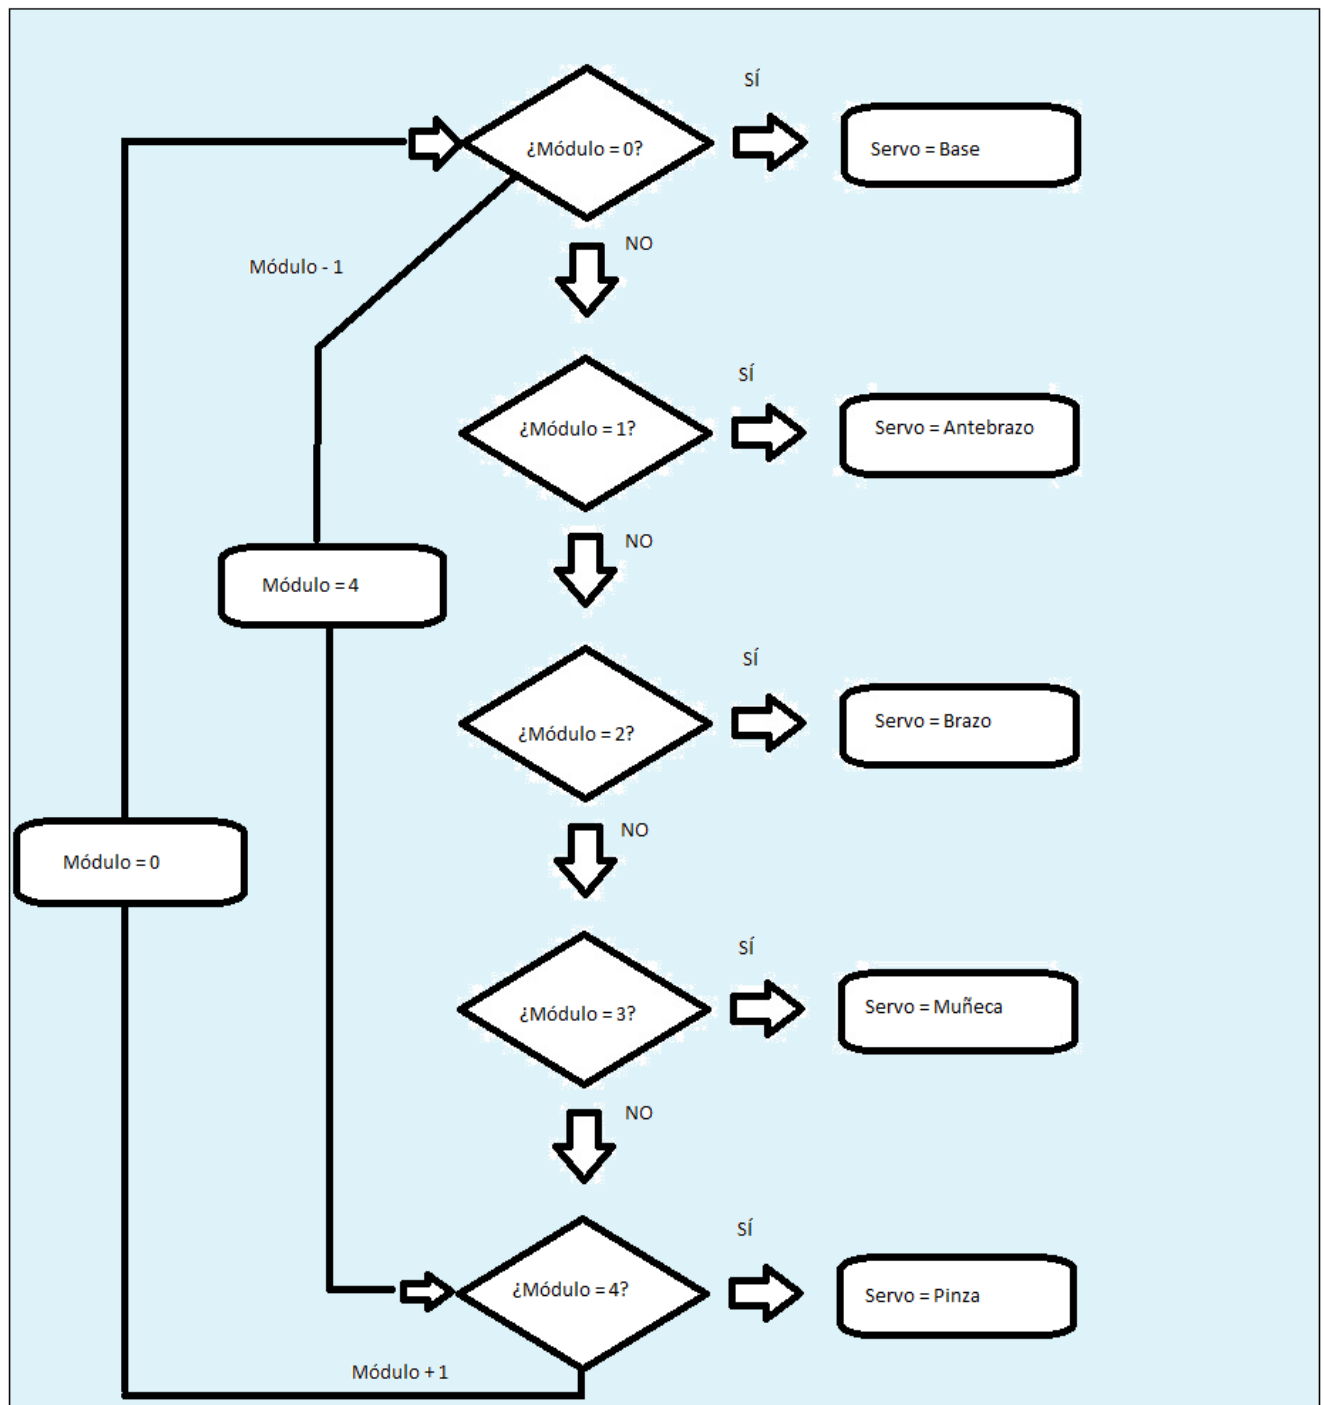 SÍ
¿Módulo = 0?
Servo = Base
NO
Módulo - 1
SÍ
¿Módulo = 1?
Servo = Antebrazo
NO
Módulo = 4
SÍ
¿Módulo = 2?
Servo = Brazo
NO
Módulo = 0
SÍ
¿Módulo = 3?
Servo = Muñeca
NO
SÍ
¿Módulo = 4?
Servo = Pinza
Módulo + 1